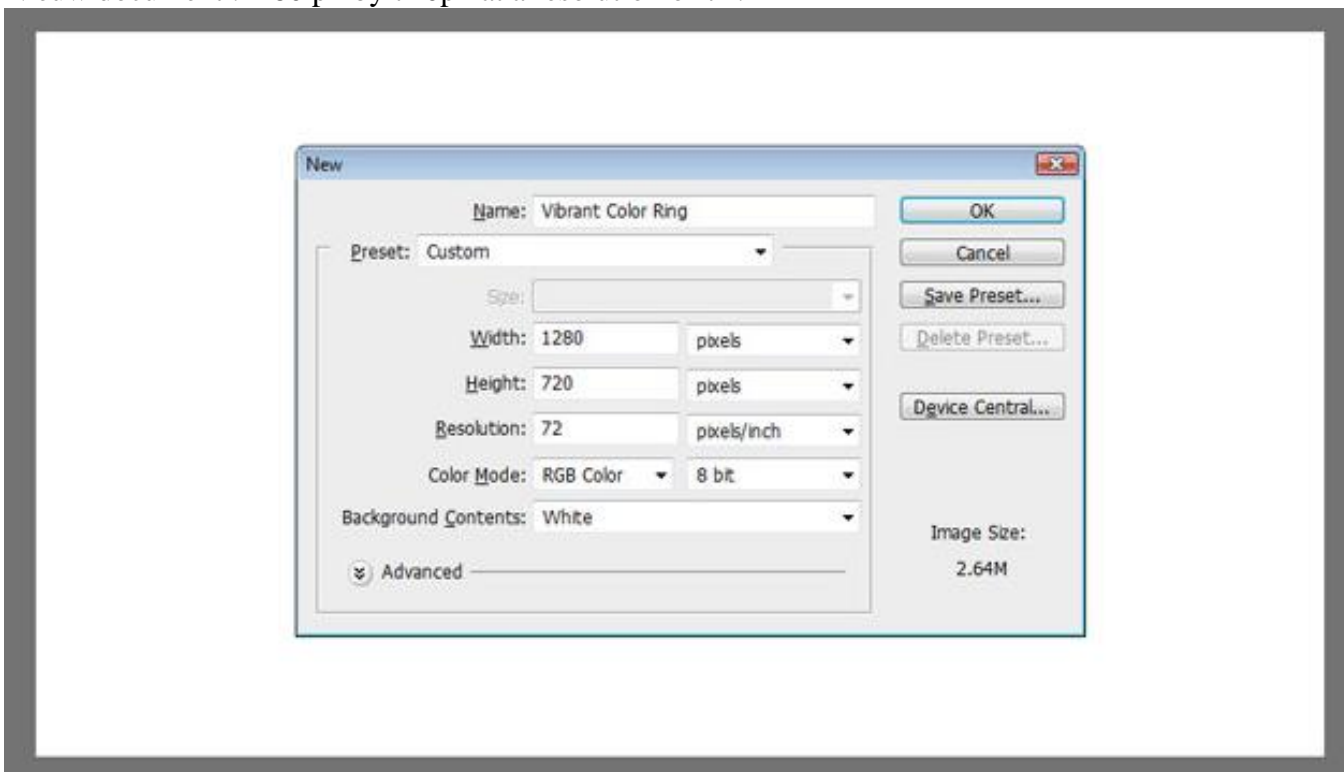 New
Name: Vibrant Color Ring
OK
Preset: Custom
Cancel
Size:
Save Preset...
Width: 1280 pixels
Delete Preset...
Height: 720 pixels
Device Central...
Resolution: 72 pixels/inch
Color Mode: RGB Color 8 bit
Background Contents: White
Image Size:
Advanced
2.64M